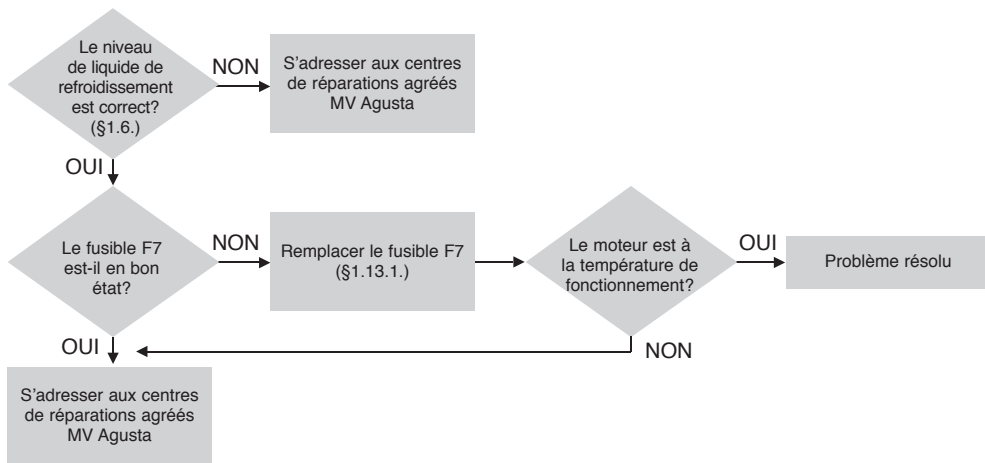 Le niveau
de liquide de
refroidissement
est correct?
(§1.6.)
NON
S'adresser aux centres
de réparations agréés
MV Agusta
OUI
Le fusible F7
est-il en bon
état?
NON
Remplacer le fusible F7
(§1.13.1.)
Le moteur est à
la température de
fonctionnement?
OUI
Problème résolu
OUI
NON
S'adresser aux centres
de réparations agréés
MV Agusta